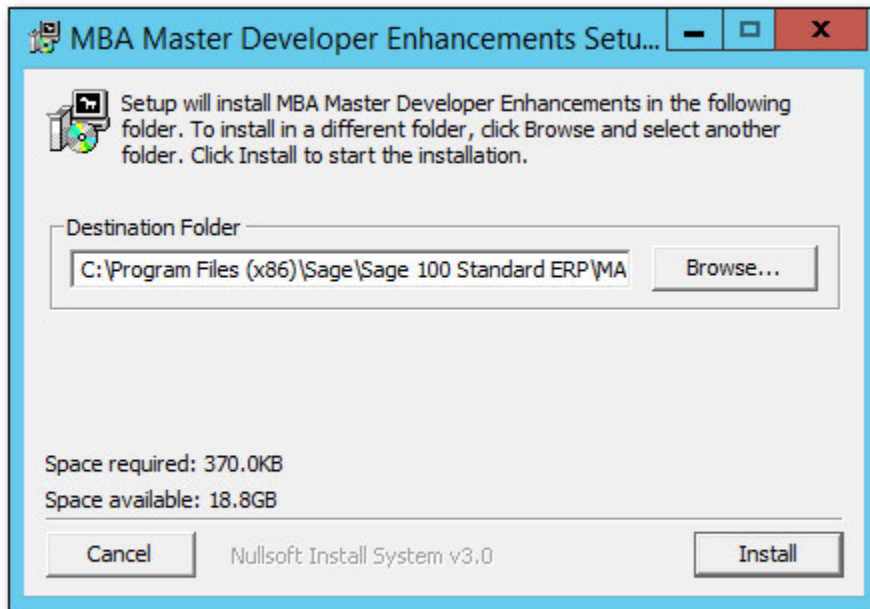 MBA Master Developer Enhancements Setu...
Setup will install MBA Master Developer Enhancements in the following
folder. To install in a different folder, click Browse and select another
folder. Click Install to start the installation.
Destination Folder
C:\Program Files (x86)\Sage\Sage 100 Standard ERP\MA
Browse...
Space required: 370.0KB
Space available: 18.8GB
Cancel
Nullsoft Install System v3.0
Install